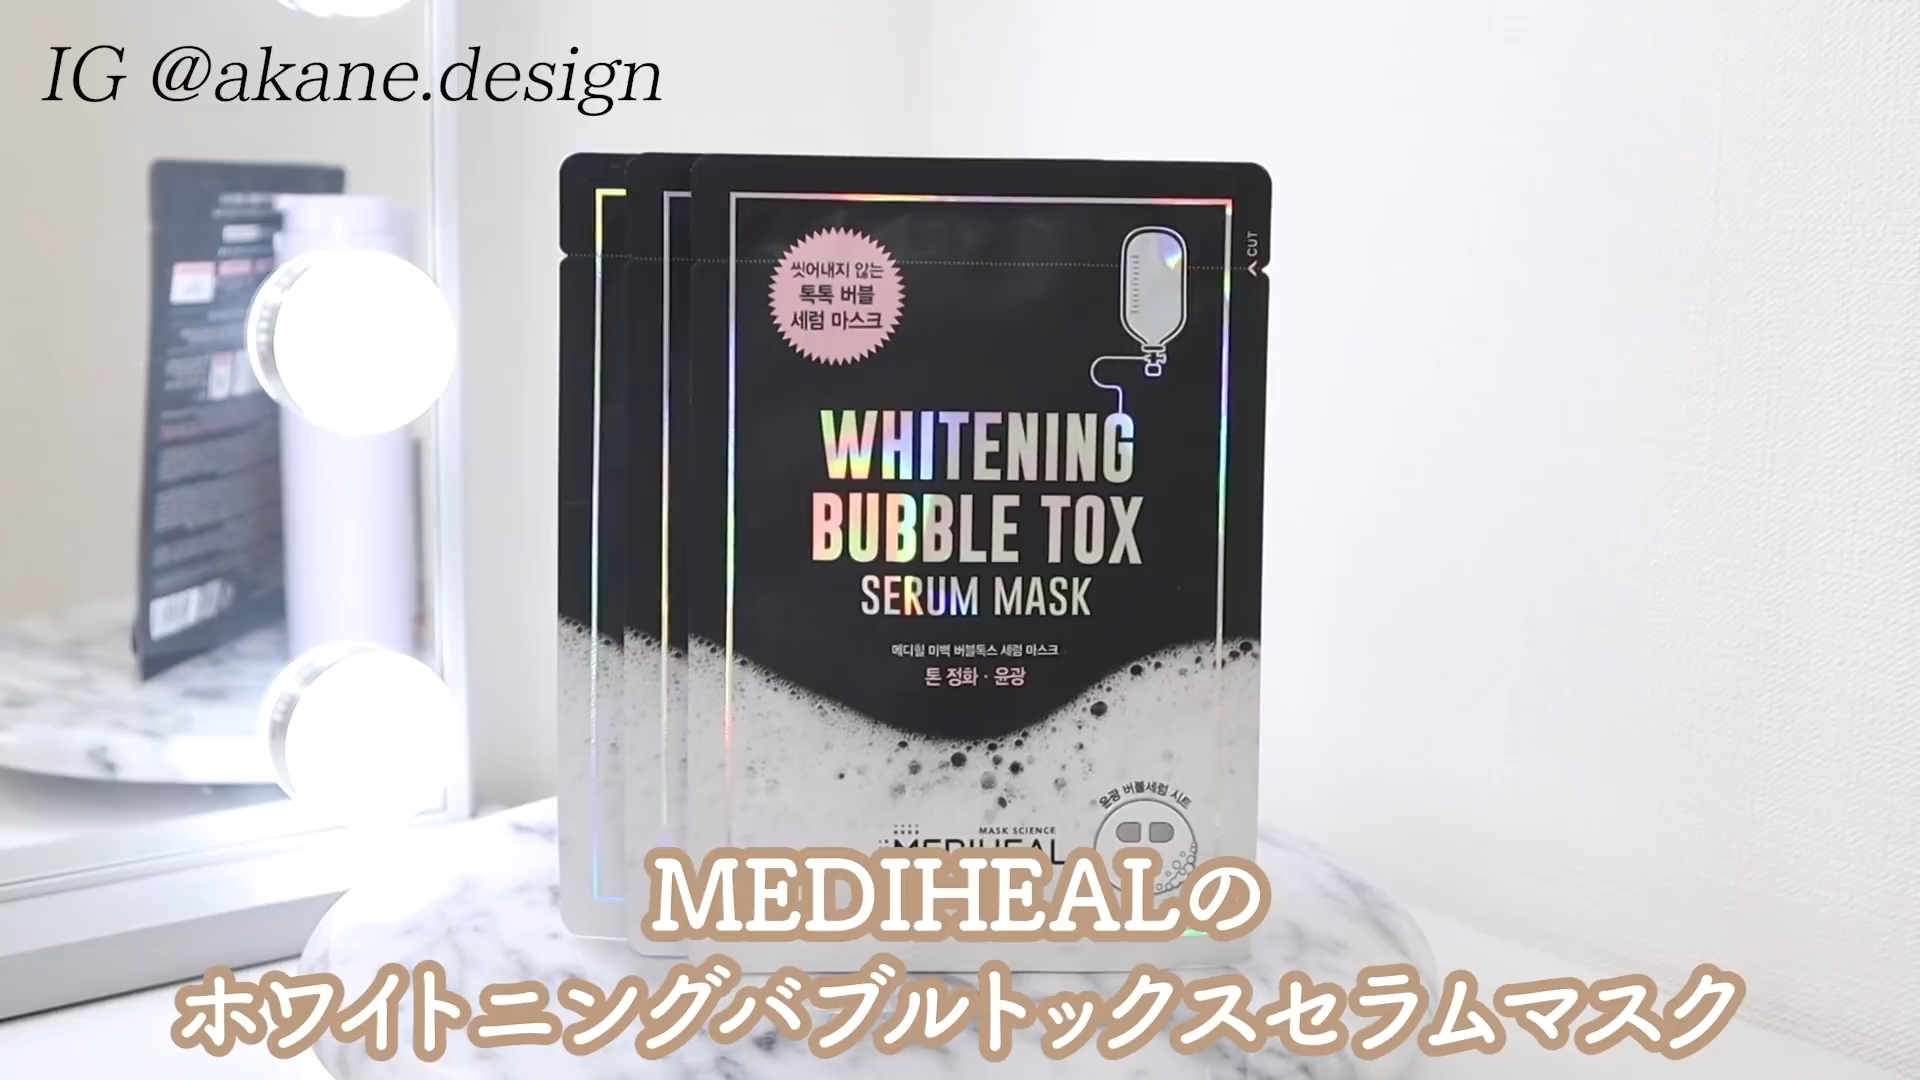 IG @akane.design
씻어내지 않는
톡톡 버블
세럼 마스크
CUT
WHITENING
BUBBLE TOX
SERUM MASK
메디힐 미백 버블톡스 세럼 마스크
톤 정화 · 윤광
윤광 버블세럼 시트
MASK SCIENCE
MEDIHEAL
MEDIHEALの
ホワイトニングバブルトックスセラムマスク